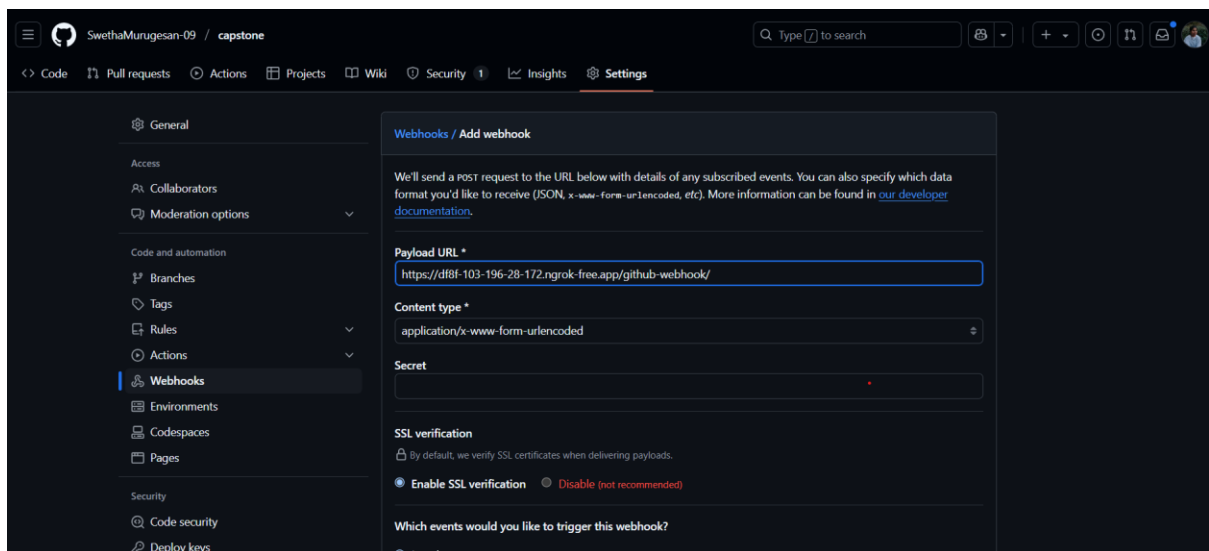 SwethaMurugesan-09 / capstone
Type / to search
Code Pull requests Actions Projects Wiki Security 1 Insights Settings
General
Access
Collaborators
Moderation options
Code and automation
Branches
Tags
Rules
Actions
Webhooks
Environments
Codespaces
Pages
Security
Code security
Deploy keys
Webhooks / Add webhook
We'll send a POST request to the URL below with details of any subscribed events. You can also specify which data
format you'd like to receive (JSON, x-www-form-urlencoded, etc). More information can be found in our developer
documentation.
Payload URL *
https://df8f-103-196-28-172.ngrok-free.app/github-webhook/
Content type *
application/x-www-form-urlencoded
Secret
SSL verification
By default, we verify SSL certificates when delivering payloads.
Enable SSL verification Disable (not recommended)
Which events would you like to trigger this webhook?